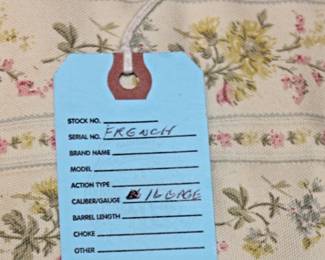 STOCK NO.
SERIAL NO. FRENCH
BRAND NAME
MODEL
ACTION TYPE
CALIBER/GAUGE 16 GAGE
BARREL LENGTH
CHOKE
OTHER